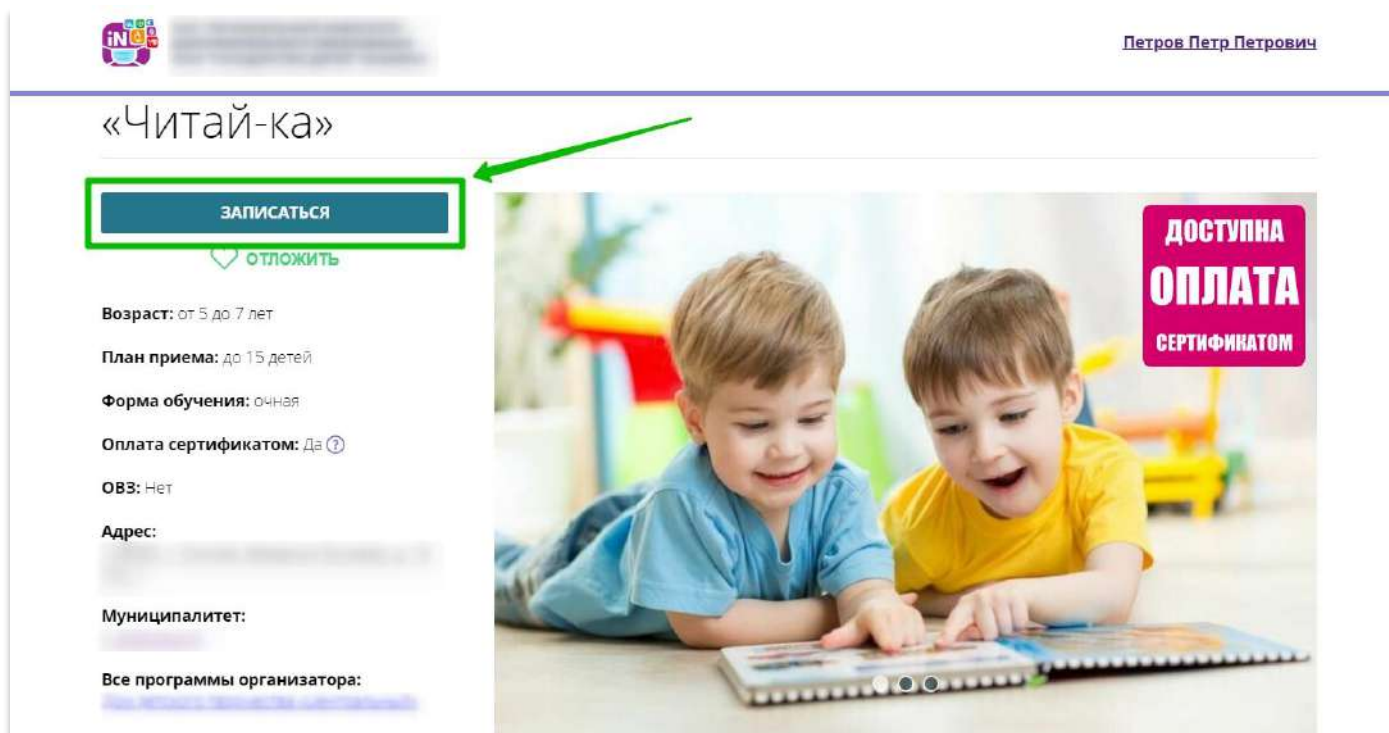 iN
Петров Петр Петрович
«Читай-ка»
ЗАПИСАТЬСЯ
ОТЛОЖИТЬ
Возраст: от 5 до 7 лет
План приема: до 15 детей
Форма обучения: очная
Оплата сертификатом: Да ?
ОВЗ: Нет
Адрес:
Муниципалитет:
Все программы организатора:
ДОСТУПНА
ОПЛАТА
СЕРТИФИКАТОМ